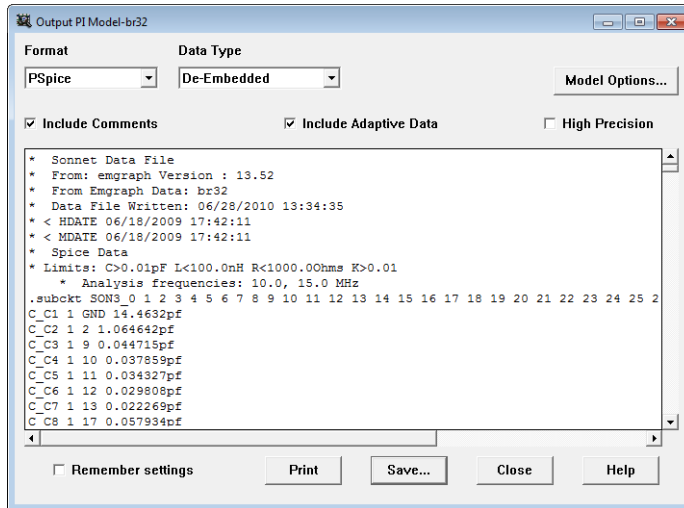 Output PI Model-br32
Format Data Type
PSpice De-Embedded Model Options...
Include Comments Include Adaptive Data High Precision
* Sonnet Data File
* From: emgraph Version : 13.52
* From Emgraph Data: br32
* Data File Written: 06/28/2010 13:34:35
* < HDATE 06/18/2009 17:42:11
* < MDATE 06/18/2009 17:42:11
* Spice Data
* Limits: C>0.01pF L<100.0nH R<1000.0Ohms K>0.01
* Analysis frequencies: 10.0, 15.0 MHz
.subckt SON3_0 1 2 3 4 5 6 7 8 9 10 11 12 13 14 15 16 17 18 19 20 21 22 23 24 25 2
C_C1 1 GND 14.4632pf
C_C2 1 2 1.064642pf
C_C3 1 9 0.044715pf
C_C4 1 10 0.037859pf
C_C5 1 11 0.034327pf
C_C6 1 12 0.029808pf
C_C7 1 13 0.022269pf
C_C8 1 17 0.057934pf
Remember settings Print Save... Close Help